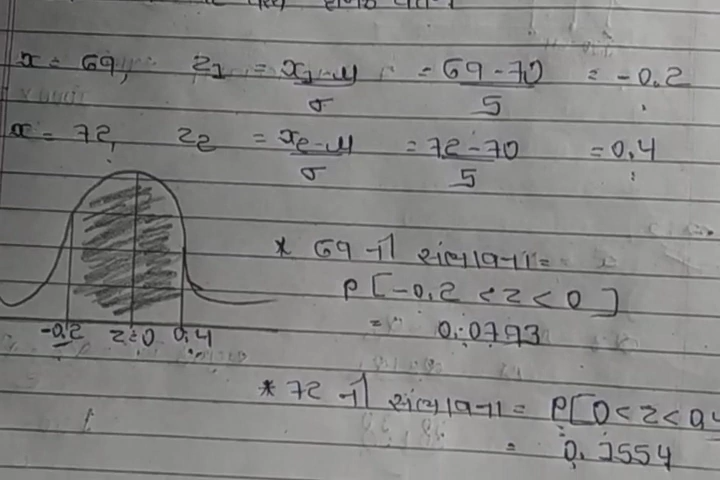 x = 69, z1 = x1-μ/σ = 69-70/5 = -0.2
x = 72, z2 = x2-μ/σ = 72-70/5 = 0.4
* 69 ની સંભાવના =
P[-0.2 < z < 0]
= 0.0793
-0.2 z=0 0.4
* 72 ની સંભાવના = P[0 < z < 0.4
= 0.1554